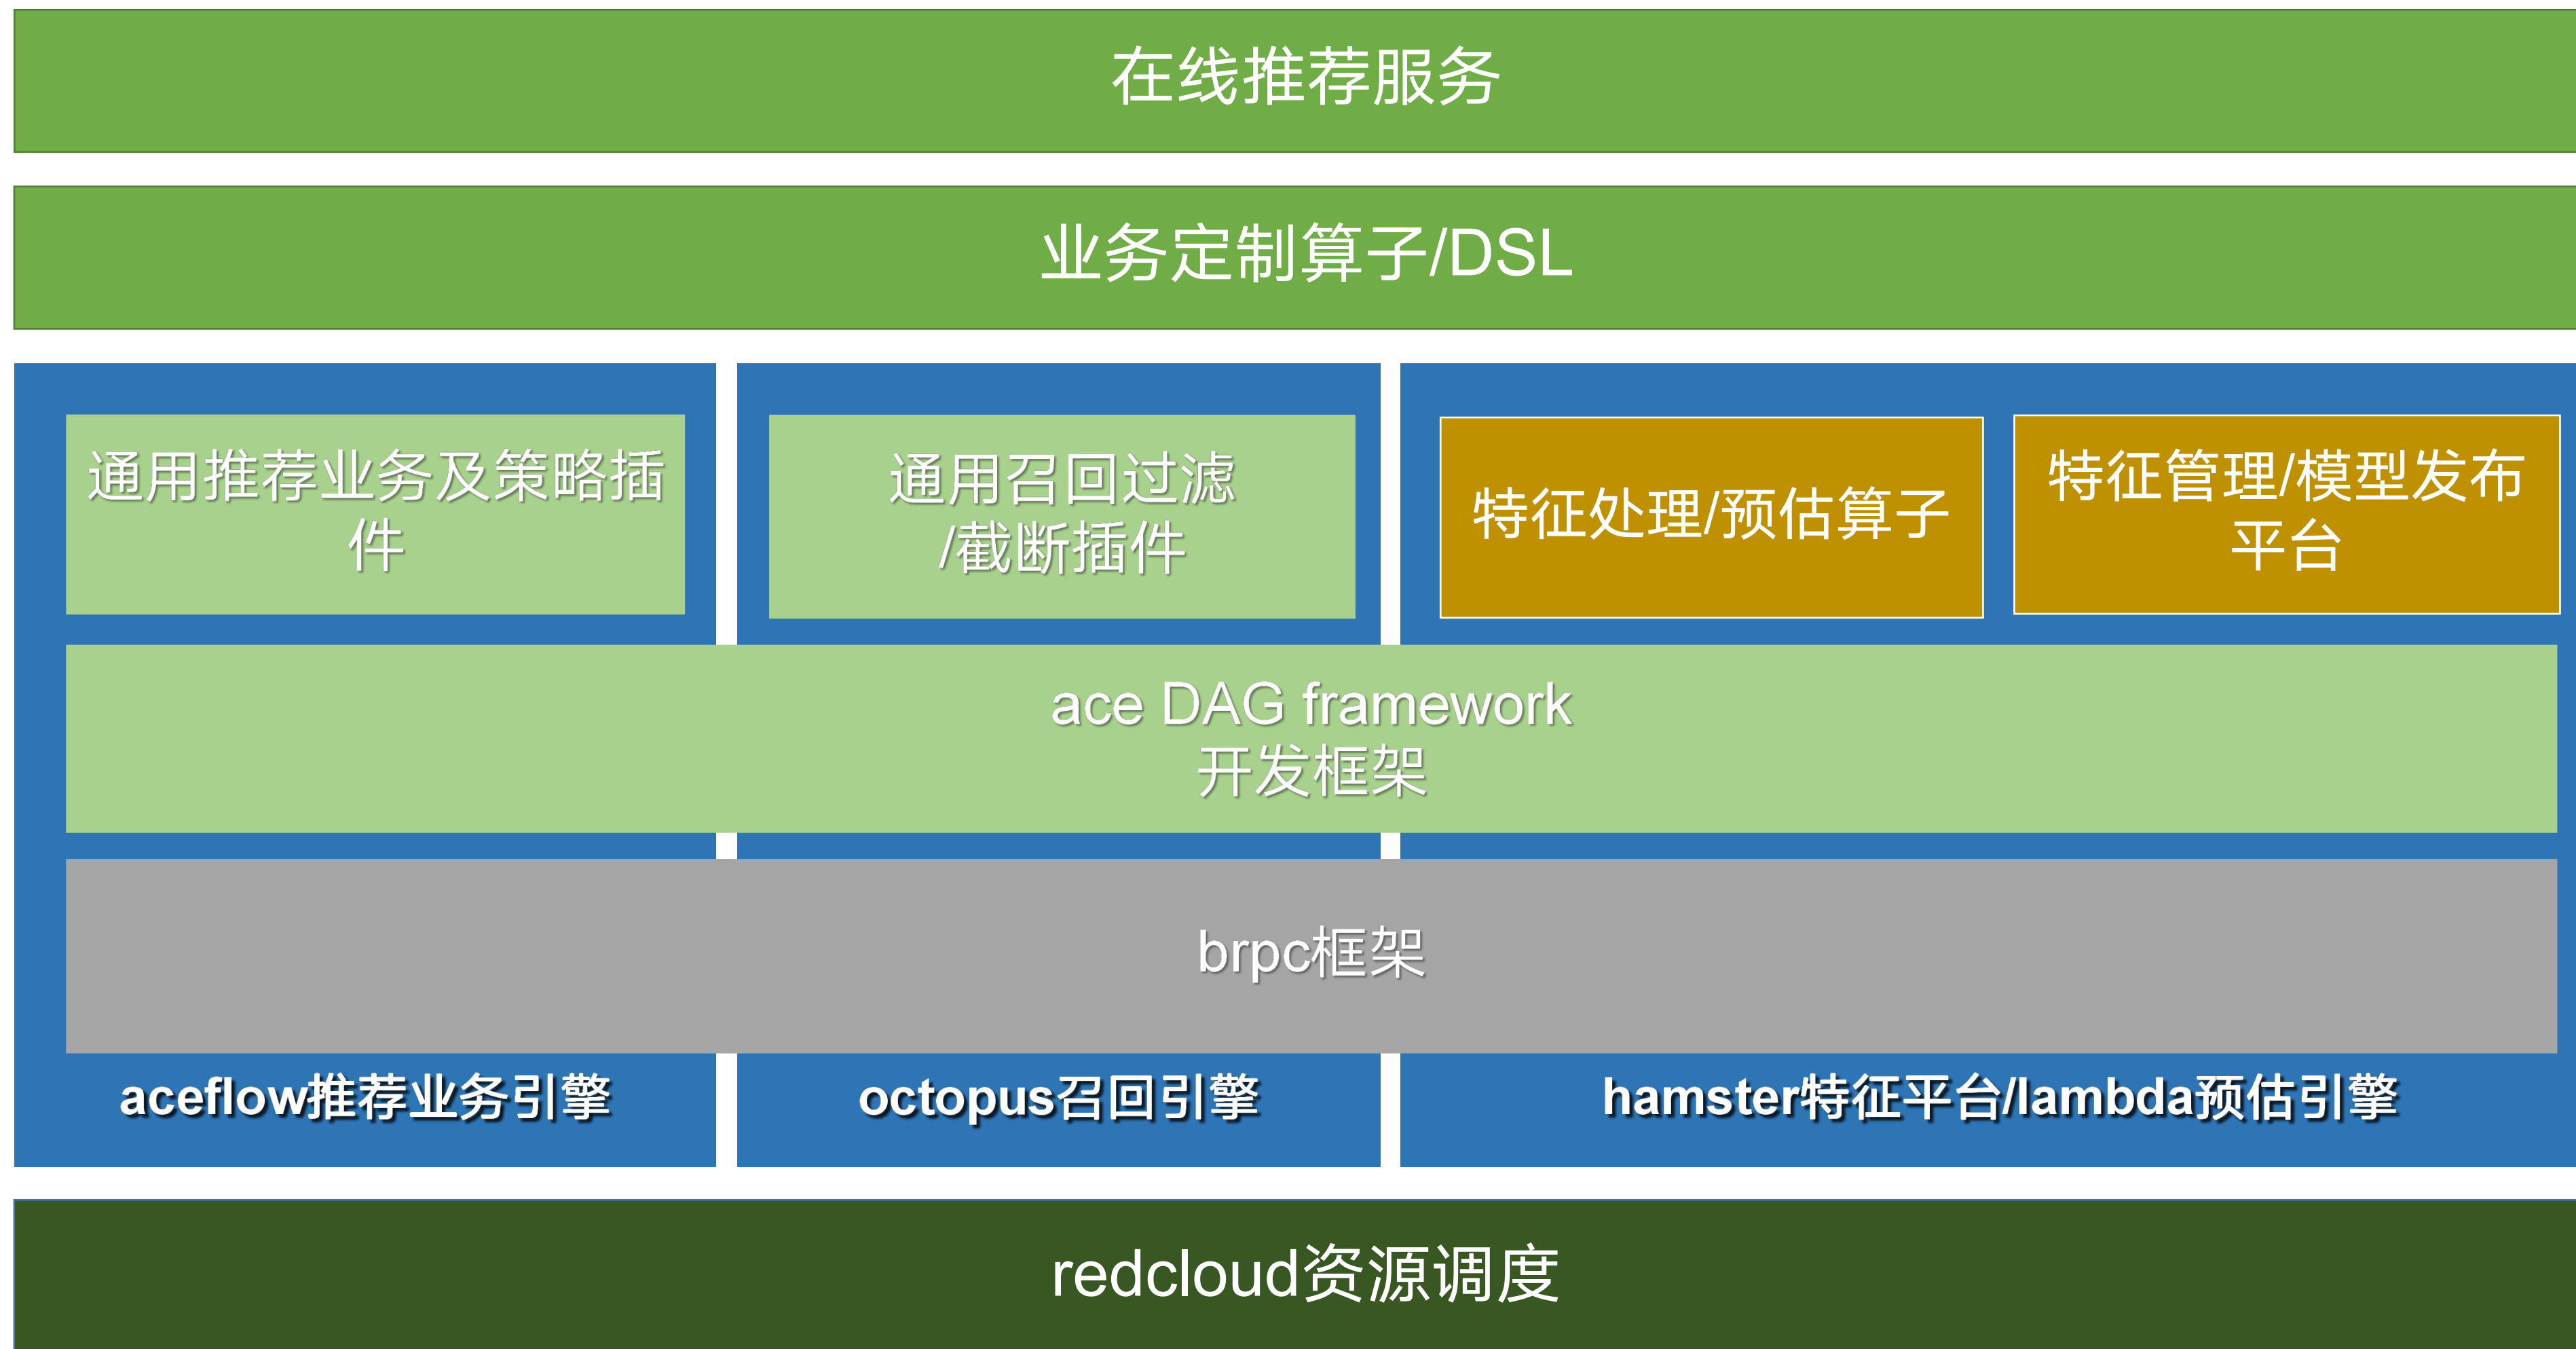 在线推荐服务
业务定制算子/DSL
通用推荐业务及策略插
件
通用召回过滤
/截断插件
特征处理/预估算子
特征管理/模型发布
平台
ace DAG framework
开发框架
brpc框架
aceflow推荐业务引擎
octopus召回引擎
hamster特征平台/lambda预估引擎
redcloud资源调度